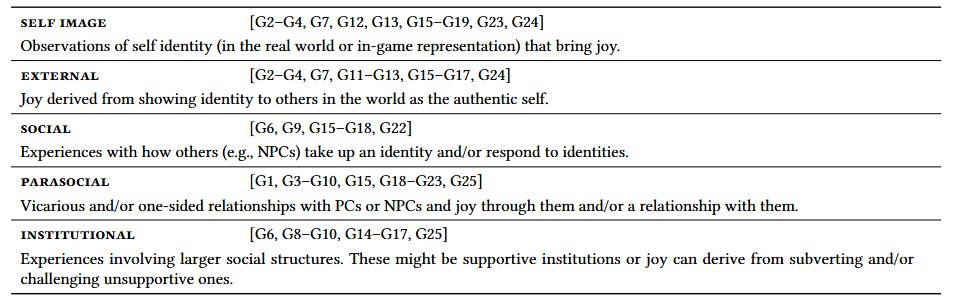 SELF IMAGE [G2–G4, G7, G12, G13, G15–G19, G23, G24]
Observations of self identity (in the real world or in-game representation) that bring joy.
EXTERNAL [G2–G4, G7, G11–G13, G15–G17, G24]
Joy derived from showing identity to others in the world as the authentic self.
SOCIAL [G6, G9, G15–G18, G22]
Experiences with how others (e.g., NPCs) take up an identity and/or respond to identities.
PARASOCIAL [G1, G3–G10, G15, G18–G23, G25]
Vicarious and/or one-sided relationships with PCs or NPCs and joy through them and/or a relationship with them.
INSTITUTIONAL [G6, G8–G10, G14–G17, G25]
Experiences involving larger social structures. These might be supportive institutions or joy can derive from subverting and/or
challenging unsupportive ones.